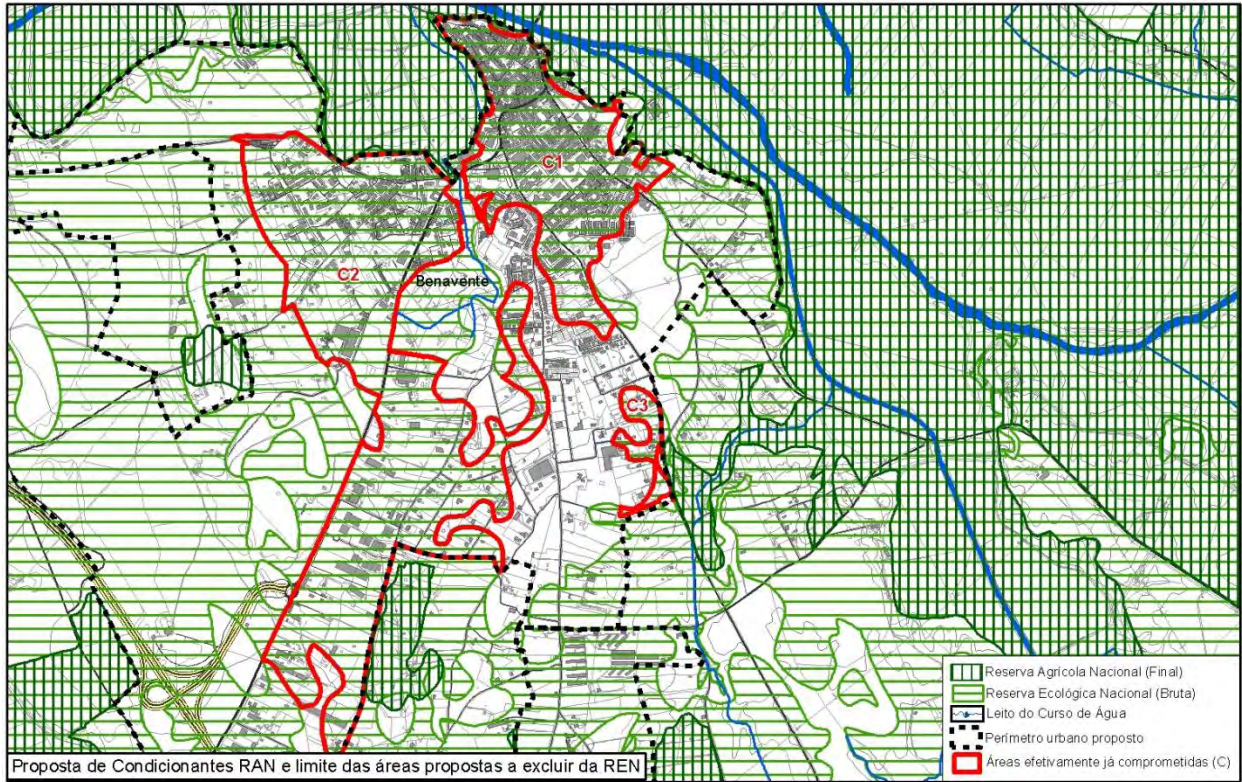 C1
C2
Benavente
C3
Reserva Agrícola Nacional (Final)
Reserva Ecológica Nacional (Bruta)
Leito do Curso de Água
Perímetro urbano proposto
Áreas efetivamente já comprometidas (C)
Proposta de Condicionantes RAN e limite das áreas propostas a excluir da REN